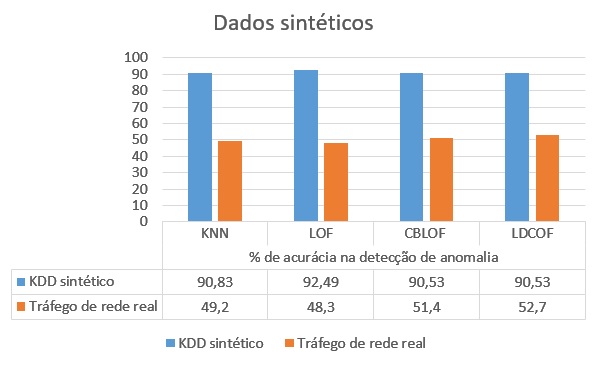 Dados sintéticos
100
90
80
70
60
50
40
30
20
10
0
KNN LOF CBLOF LDCOF
% de acurácia na detecção de anomalia
KDD sintético 90,83 92,49 90,53 90,53
Tráfego de rede real 49,2 48,3 51,4 52,7
KDD sintético Tráfego de rede real